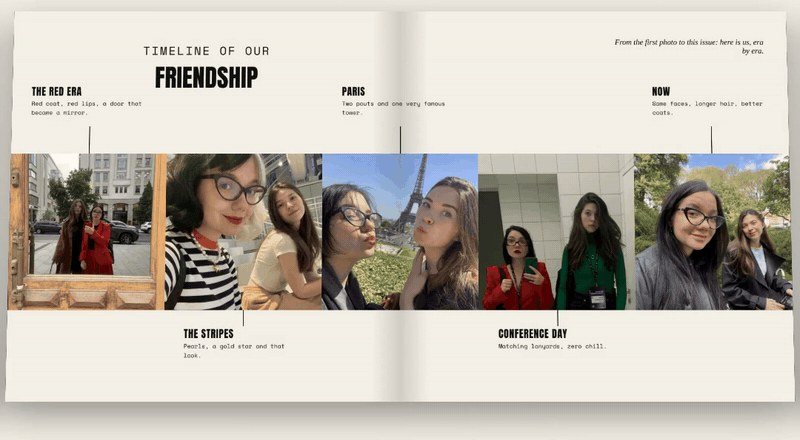 TIMELINE OF OUR
FRIENDSHIP
From the first photo to this issue: here is us, era
by era.
THE RED ERA
Red coat, red lips, a door that
became a mirror.
PARIS
Two pouts and one very famous
tower.
NOW
Same faces, longer hair, better
coats.
THE STRIPES
Pearls, a gold star and that
look.
CONFERENCE DAY
Matching lanyards, zero chill.